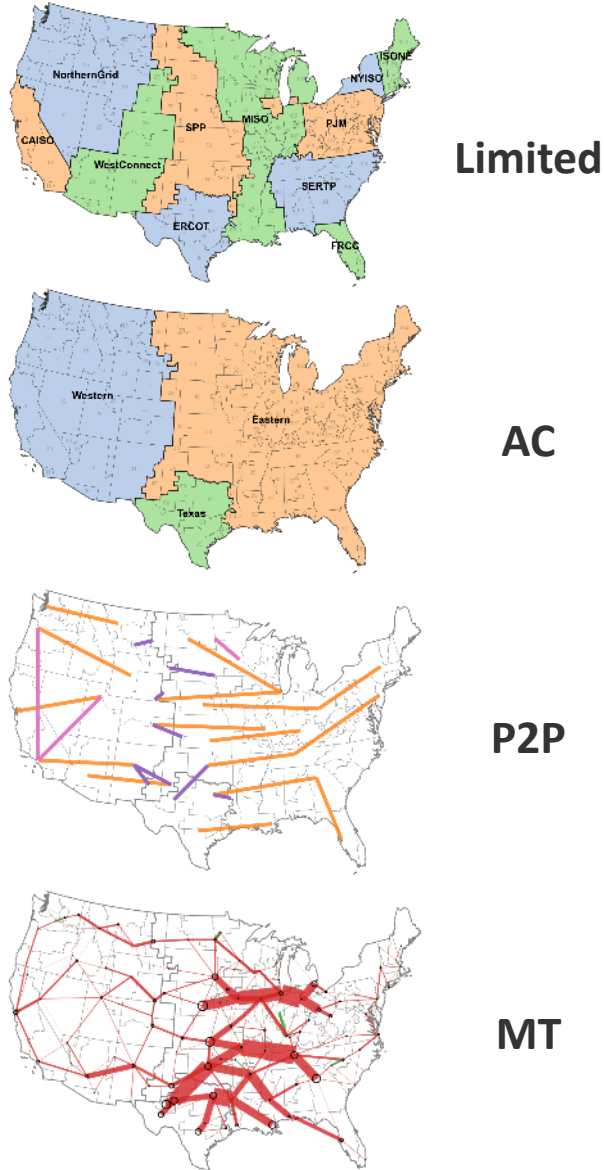 ISONE
NYISO
NorthernGrid
MISO
SPP
PJM
CAISO
Limited
WestConnect
SERTP
ERCOT
FRCC
Western
Eastern
AC
Texas
P2P
MT